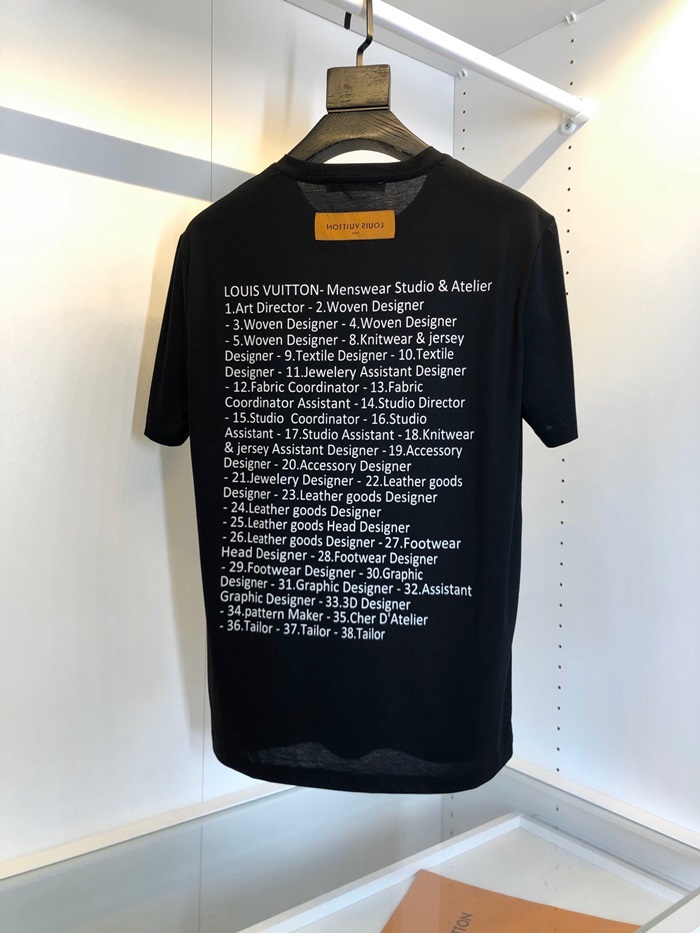 LOUIS VUITTON
LOUIS VUITTON- Menswear Studio & Atelier
1.Art Director - 2.Woven Designer
- 3.Woven Designer - 4.Woven Designer
- 5.Woven Designer - 8.Knitwear & jersey
Designer - 9.Textile Designer - 10.Textile
Designer - 11.Jewelery Assistant Designer
- 12.Fabric Coordinator - 13.Fabric
Coordinator Assistant - 14.Studio Director
- 15.Studio Coordinator - 16.Studio
Assistant - 17.Studio Assistant - 18.Knitwear
& jersey Assistant Designer - 19.Accessory
Designer - 20.Accessory Designer
- 21.Jewelery Designer - 22.Leather goods
Designer - 23.Leather goods Designer
- 24.Leather goods Designer
- 25.Leather goods Head Designer
- 26.Leather goods Designer - 27.Footwear
Head Designer - 28.Footwear Designer
- 29.Footwear Designer - 30.Graphic
Designer - 31.Graphic Designer - 32.Assistant
Graphic Designer - 33.3D Designer
- 34.pattern Maker - 35.Cher D'Atelier
- 36.Tailor - 37.Tailor - 38.Tailor